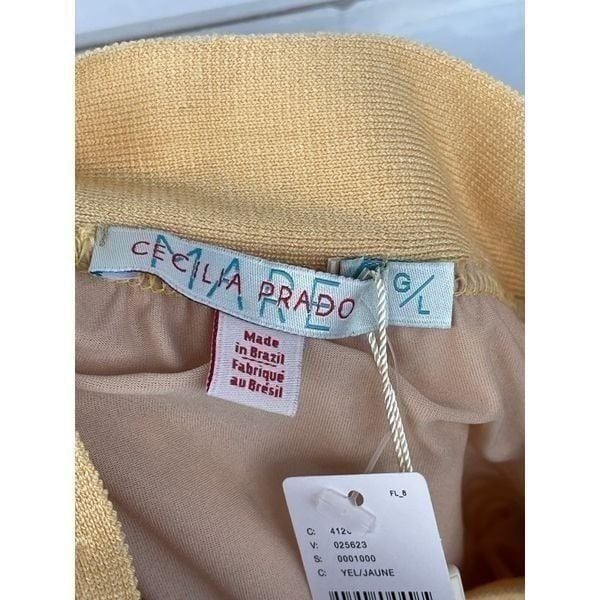 MARE
CECILIA PRADO
G/L
Made
in Brazil
Fabriqué
au Brésil
FL_8
C:
V: 025623
S: 0001000
C: YEL/JAUNE